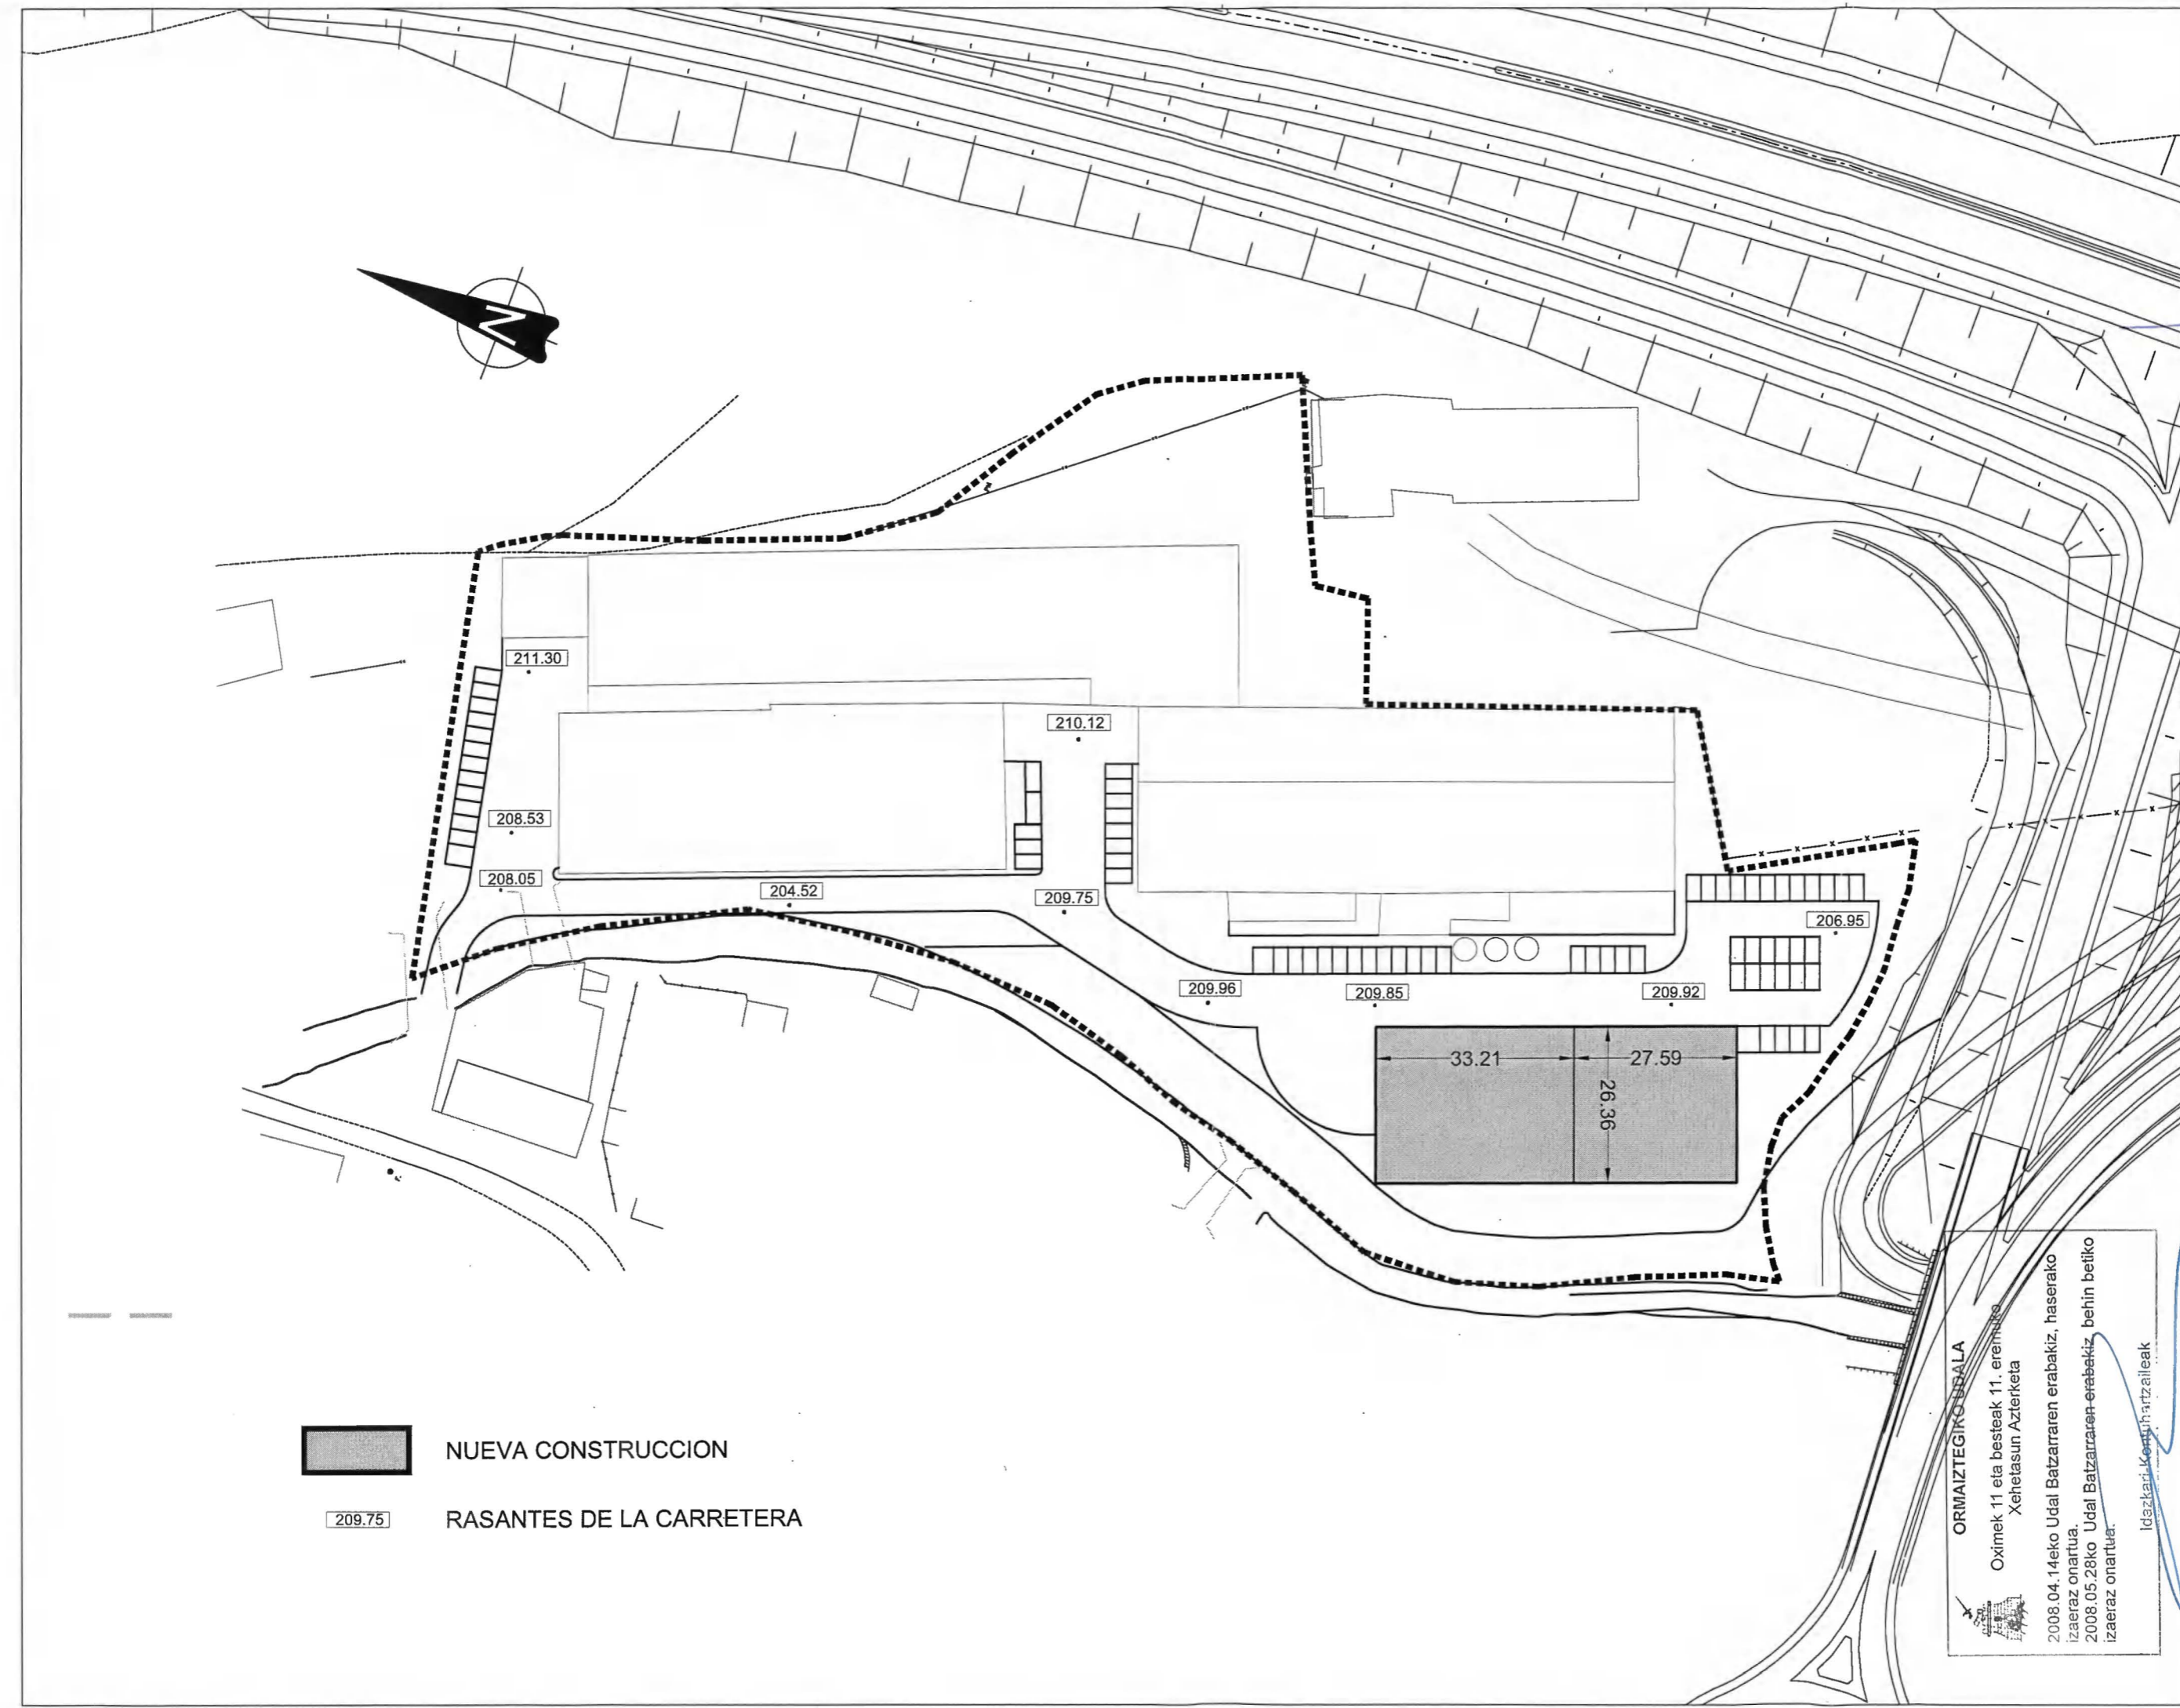 N
211.30
210.12
208.53
208.05
204.52
209.75
206.95
209.96
209.85
209.92
33.21
27.59
26.36
NUEVA CONSTRUCCION
209.75
RASANTES DE LA CARRETERA
ORMAIZTEGIKO UDALA
Oximek 11 eta besteak 11. eremuko
Xehetasun Azterketa
2008.04.14eko Udal Batzarraren erabakiz, haserako
izaeraz onartua.
2008.05.28ko Udal Batzarraren erabakiz, behin betiko
izaeraz onartua.
Idazkari-Kontuhartzaileak